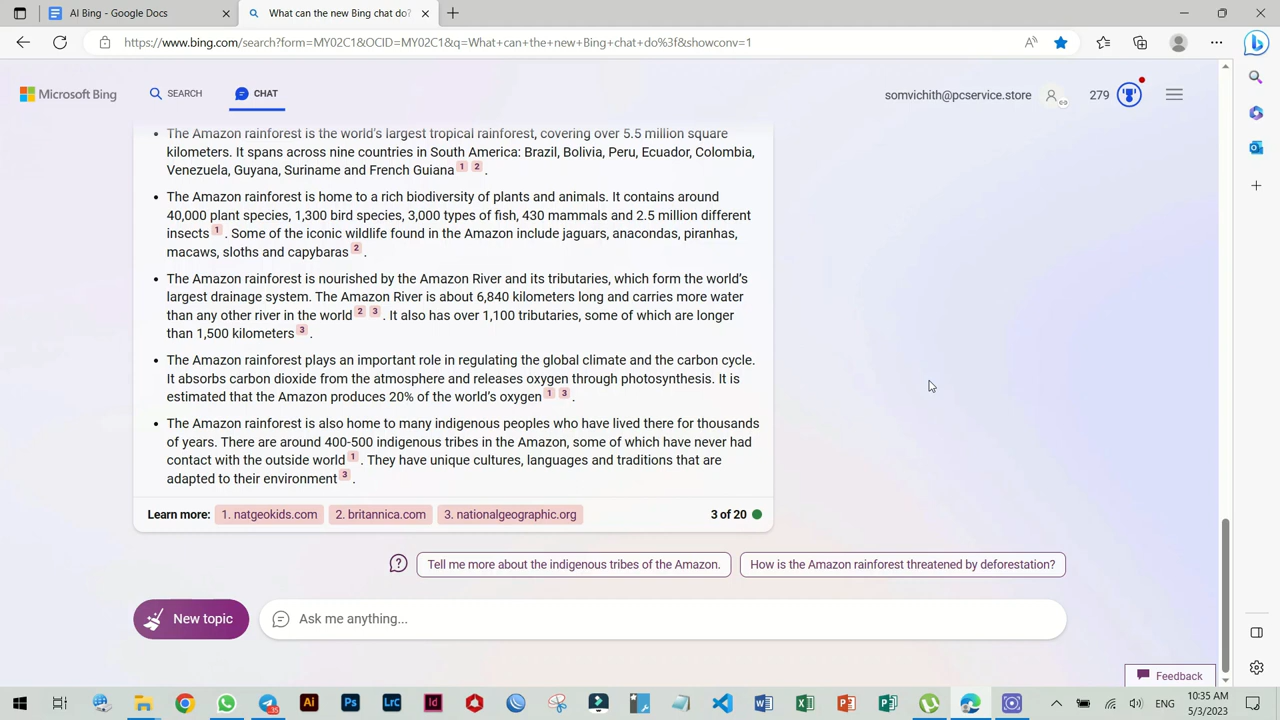 AI Bing - Google Docs
What can the new Bing chat do?
https://www.bing.com/search?form=MY02C1&OCID=MY02C1&q=What+can+the+new+Bing+chat+do%3f&showconv=1
Microsoft Bing
SEARCH
CHAT
somvichith@pcservice.store
279
• The Amazon rainforest is the world's largest tropical rainforest, covering over 5.5 million square
kilometers. It spans across nine countries in South America: Brazil, Bolivia, Peru, Ecuador, Colombia,
Venezuela, Guyana, Suriname and French Guiana 1 2 .
• The Amazon rainforest is home to a rich biodiversity of plants and animals. It contains around
40,000 plant species, 1,300 bird species, 3,000 types of fish, 430 mammals and 2.5 million different
insects 1 . Some of the iconic wildlife found in the Amazon include jaguars, anacondas, piranhas,
macaws, sloths and capybaras 2 .
• The Amazon rainforest is nourished by the Amazon River and its tributaries, which form the world's
largest drainage system. The Amazon River is about 6,840 kilometers long and carries more water
than any other river in the world 2 3 . It also has over 1,100 tributaries, some of which are longer
than 1,500 kilometers 3 .
• The Amazon rainforest plays an important role in regulating the global climate and the carbon cycle.
It absorbs carbon dioxide from the atmosphere and releases oxygen through photosynthesis. It is
estimated that the Amazon produces 20% of the world's oxygen 1 3 .
• The Amazon rainforest is also home to many indigenous peoples who have lived there for thousands
of years. There are around 400-500 indigenous tribes in the Amazon, some of which have never had
contact with the outside world 1 . They have unique cultures, languages and traditions that are
adapted to their environment 3 .
Learn more: 1. natgeokids.com 2. britannica.com 3. nationalgeographic.org 3 of 20
Tell me more about the indigenous tribes of the Amazon. How is the Amazon rainforest threatened by deforestation?
New topic
Ask me anything...
Feedback
Ai Ps Lrc Id
ENG
10:35 AM
5/3/2023